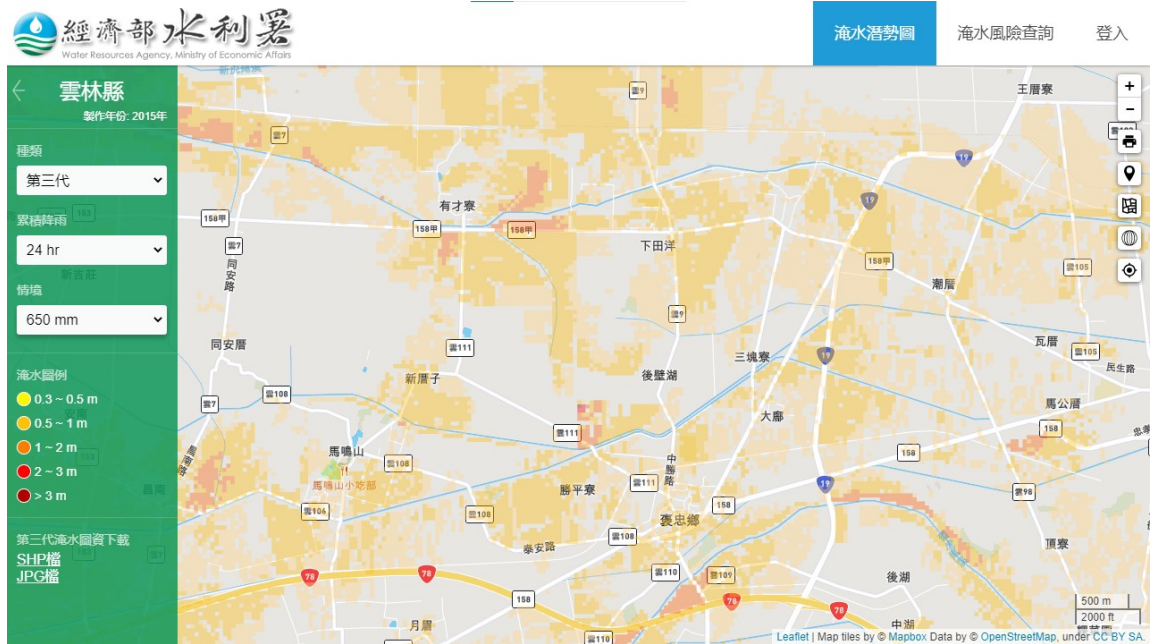 經濟部水利署
Water Resources Agency, Ministry of Economic Affairs
淹水潛勢圖
淹水風險查詢
登入
雲林縣
製作年份: 2015年
種類
第三代
累積降雨
24 hr
情境
650 mm
淹水圖例
0.3 ~ 0.5 m
0.5 ~ 1 m
1 ~ 2 m
2 ~ 3 m
> 3 m
第三代淹水圖資下載
SHP檔
JPG檔
+
−
王厝寮
雲9
雲7
19
有才寮
158甲
158甲
158甲
19
雲7
同安路
下田洋
158甲
雲105
潮厝
新吉莊
雲9
同安厝
雲111
三塊寮
19
瓦厝
雲105
民生路
新厝子
後壁湖
雲7
雲108
大廍
馬公厝
158
雲111
馬鳴山
雲108
中勝路
158
昌南路
馬鳴山小吃部
勝平寮
雲111
19
雲98
昌南
雲106
雲108
158
褒忠鄉
雲108
頂寮
泰安路
78
78
雲110
雲109
後湖
158
78
78
月眉
雲110
中湖
500 m
2000 ft
Leaflet | Map tiles by © Mapbox Data by © OpenStreetMap, under CC BY SA.